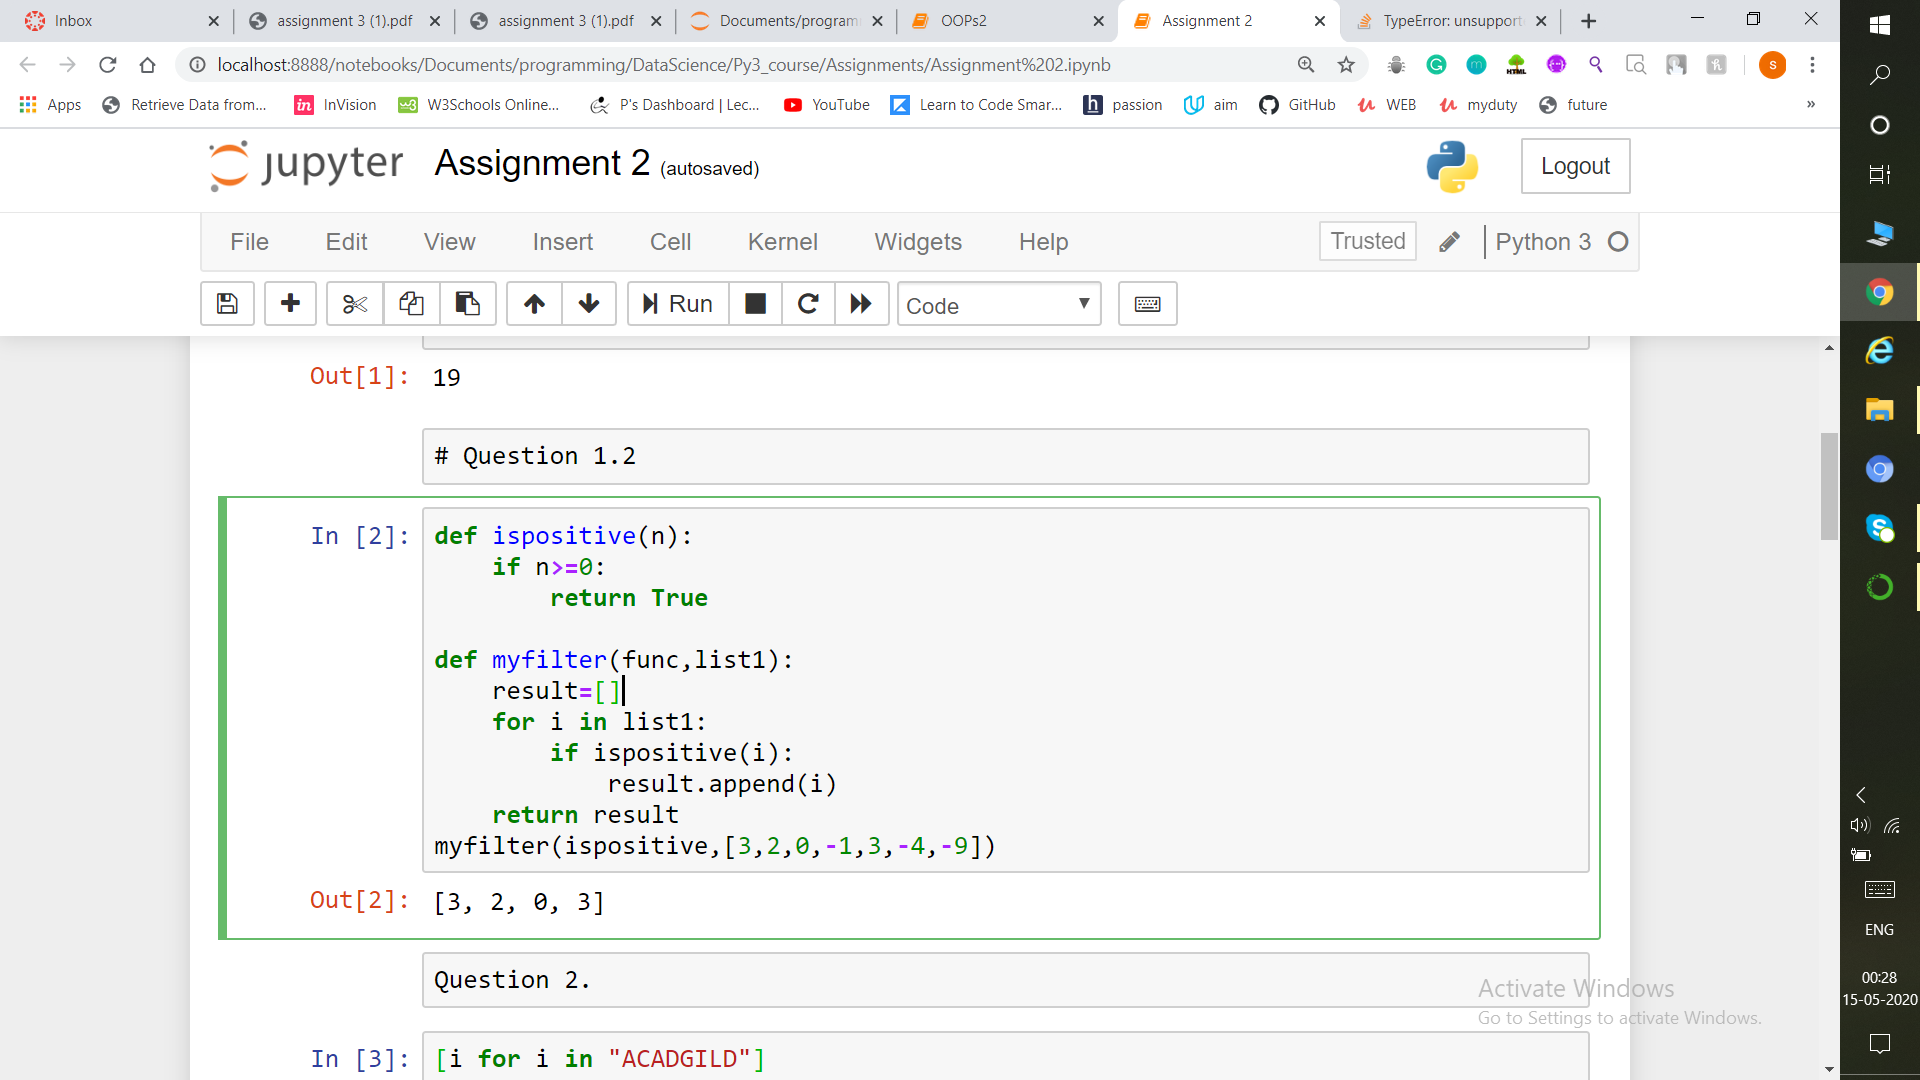 Inbox
assignment 3 (1).pdf
assignment 3 (1).pdf
Documents/program
OOPs2
Assignment 2
TypeError: unsupport
localhost:8888/notebooks/Documents/programming/DataScience/Py3_course/Assignments/Assignment%202.ipynb
Apps
Retrieve Data from...
InVision
W3Schools Online...
P's Dashboard | Lec...
YouTube
Learn to Code Smar...
passion
aim
GitHub
WEB
myduty
future
»
jupyter
Assignment 2 (autosaved)
Logout
File
Edit
View
Insert
Cell
Kernel
Widgets
Help
Trusted
Python 3
Run
Code
Out[1]: 19
# Question 1.2
In [2]: def ispositive(n):
if n>=0:
return True
def myfilter(func,list1):
result=[]
for i in list1:
if ispositive(i):
result.append(i)
return result
myfilter(ispositive,[3,2,0,-1,3,-4,-9])
Out[2]: [3, 2, 0, 3]
Question 2.
In [3]: [i for i in "ACADGILD"]
Activate Windows
Go to Settings to activate Windows.
ENG
00:28
15-05-2020